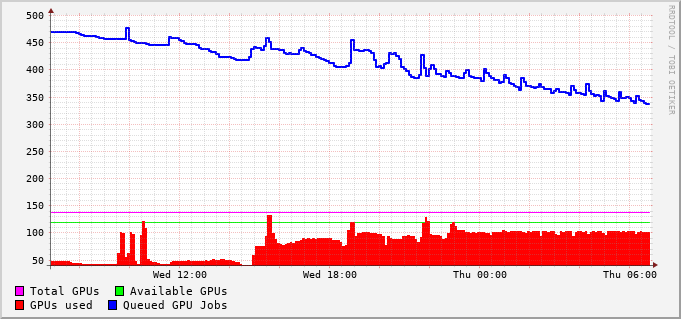 500
450
400
350
300
250
200
150
100
50
Wed 12:00 Wed 18:00 Thu 00:00 Thu 06:00
Total GPUs Available GPUs
GPUs used Queued GPU Jobs
RRDTOOL / TOBI OETIKER